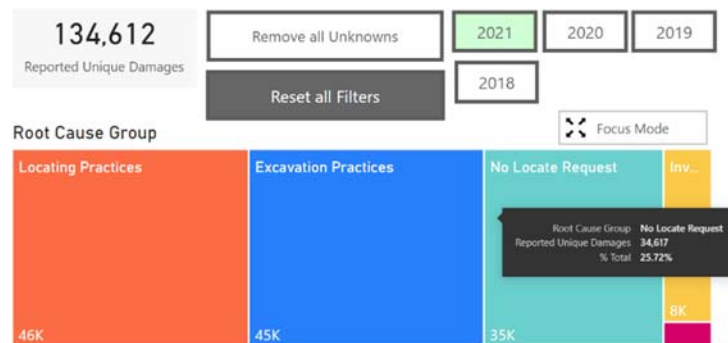 134,612
Reported Unique Damages
Remove all Unknowns
Reset all Filters
2021
2020
2019
2018
Focus Mode
Root Cause Group
Locating Practices
Excavation Practices
No Locate Request
Inv...
Root Cause Group No Locate Request
Reported Unique Damages 34,617
% Total 25.72%
46K
45K
35K
8K